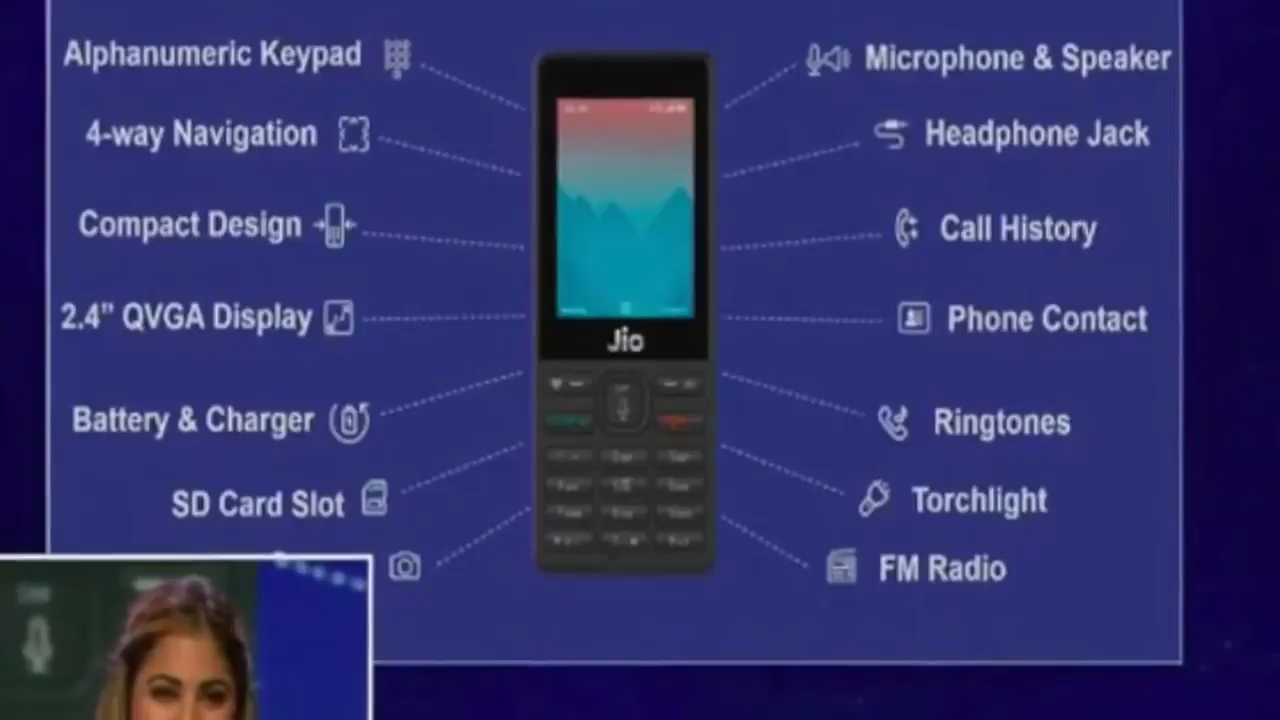 Alphanumeric Keypad
4-way Navigation
Compact Design
2.4” QVGA Display
Battery & Charger
SD Card Slot
Jio
Microphone & Speaker
Headphone Jack
Call History
Phone Contact
Ringtones
Torchlight
FM Radio